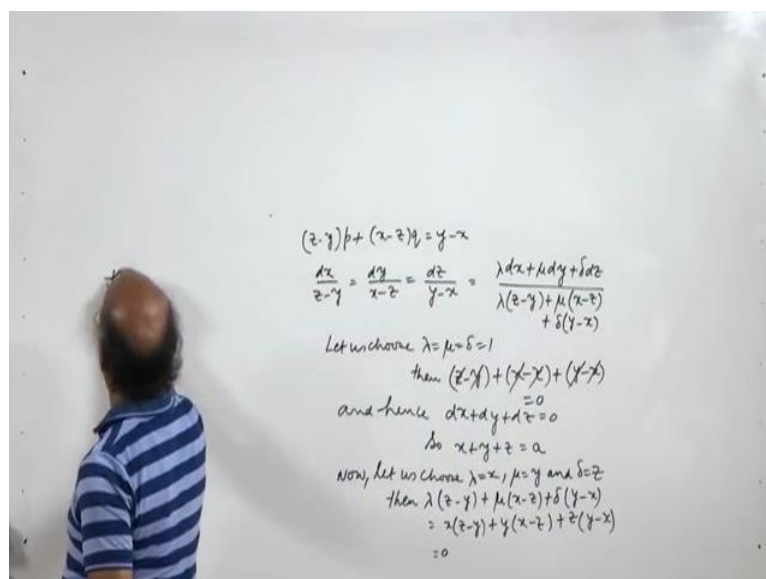 (z-y)p+(x-z)q=y-x
dx/(z-y) = dy/(x-z) = dz/(y-x) = (λdx+μdy+δdz)/(λ(z-y)+μ(x-z)+δ(y-x))
Let us choose λ=μ=δ=1
then (z-y)+(x-z)+(y-x)
=0
and hence dx+dy+dz=0
So x+y+z=a
Now, let us choose λ=x, μ=y and δ=z
then λ(z-y)+μ(x-z)+δ(y-x)
= x(z-y)+y(x-z)+z(y-x)
=0